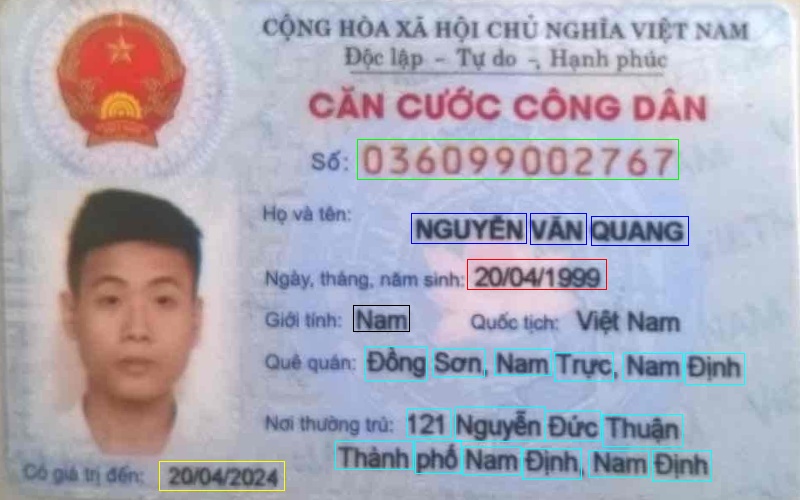 CỘNG HÒA XÃ HỘI CHỦ NGHĨA VIỆT NAM
Độc lập - Tự do - Hạnh phúc
CĂN CƯỚC CÔNG DÂN
Số: 036099002767
Họ và tên: NGUYỄN VĂN QUANG
Ngày, tháng, năm sinh: 20/04/1999
Giới tính: Nam Quốc tịch: Việt Nam
Quê quán: Đồng Sơn, Nam Trực, Nam Định
Nơi thường trú: 121 Nguyễn Đức Thuận
Thành phố Nam Định, Nam Định
Có giá trị đến: 20/04/2024